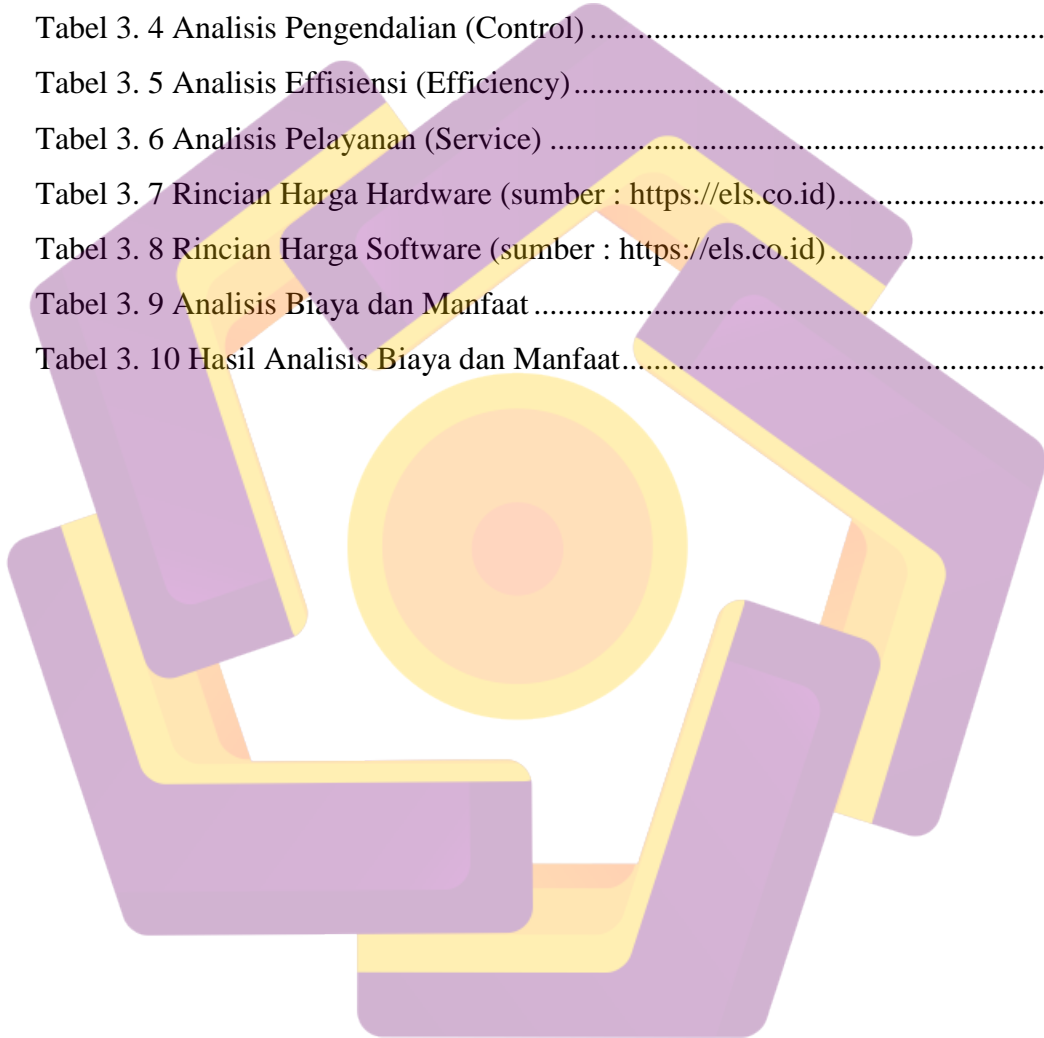 Tabel 3. 4 Analisis Pengendalian (Control) ..........................................................
Tabel 3. 5 Analisis Effisiensi (Efficiency) ............................................................
Tabel 3. 6 Analisis Pelayanan (Service) ...............................................................
Tabel 3. 7 Rincian Harga Hardware (sumber : https://els.co.id)..........................
Tabel 3. 8 Rincian Harga Software (sumber : https://els.co.id) ...........................
Tabel 3. 9 Analisis Biaya dan Manfaat .................................................................
Tabel 3. 10 Hasil Analisis Biaya dan Manfaat......................................................